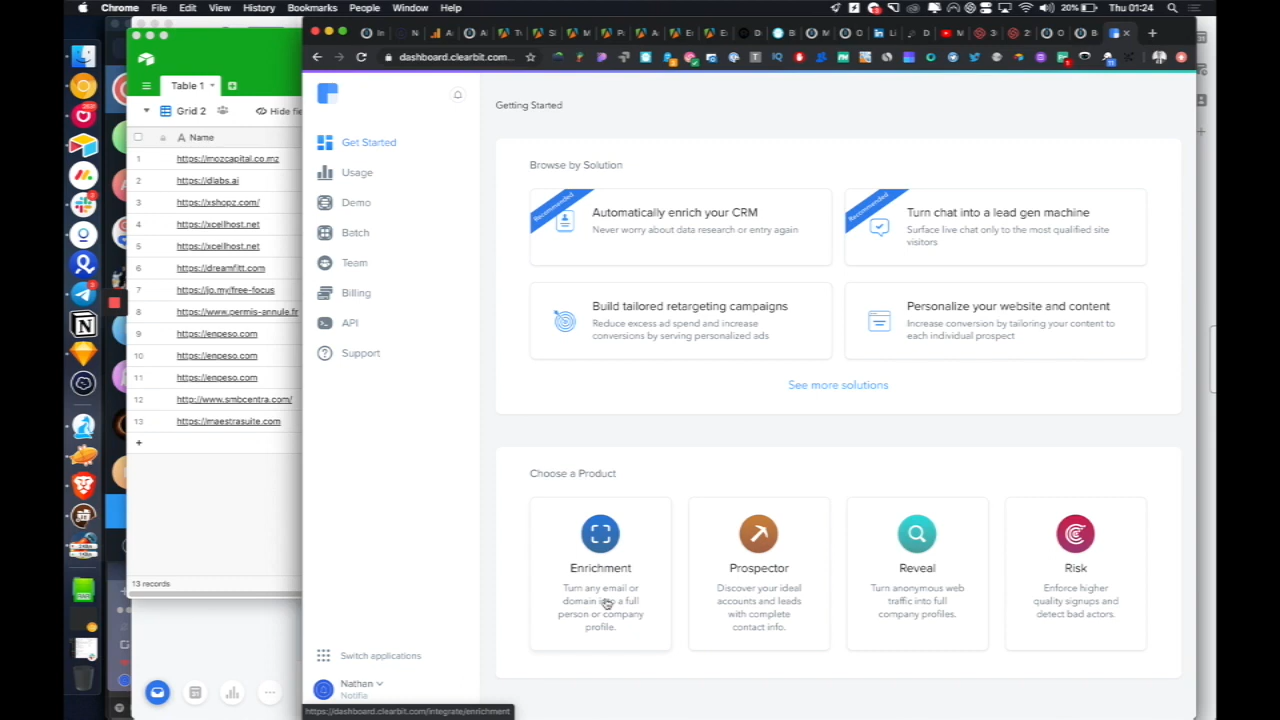 Chrome File Edit View History Bookmarks People Window Help
20% Thu 01:24
dashboard.clearbit.com...
Table 1
Grid 2
Hide fie
Name
1 https://mozcapital.co.mz
2 https://dlabs.ai
3 https://xshopz.com/
4 https://xcellhost.net
5 https://xcellhost.net
6 https://dreamfitt.com
7 https://jo.my/free-focus
8 https://www.permis-annule.fr
9 https://enpeso.com
10 https://enpeso.com
11 https://enpeso.com
12 http://www.smbcentra.com/
13 https://maestrasuite.com
+
13 records
Get Started
Usage
Demo
Batch
Team
Billing
API
Support
Switch applications
Nathan
Notifia
Getting Started
Browse by Solution
Recommended
Automatically enrich your CRM
Never worry about data research or entry again
Recommended
Turn chat into a lead gen machine
Surface live chat only to the most qualified site
visitors
Build tailored retargeting campaigns
Reduce excess ad spend and increase
conversions by serving personalized ads
Personalize your website and content
Increase conversion by tailoring your content to
each individual prospect
See more solutions
Choose a Product
Enrichment
Turn any email or
domain into a full
person or company
profile.
Prospector
Discover your ideal
accounts and leads
with complete
contact info.
Reveal
Turn anonymous web
traffic into full
company profiles.
Risk
Enforce higher
quality signups and
detect bad actors.
https://dashboard.clearbit.com/integrate/enrichment